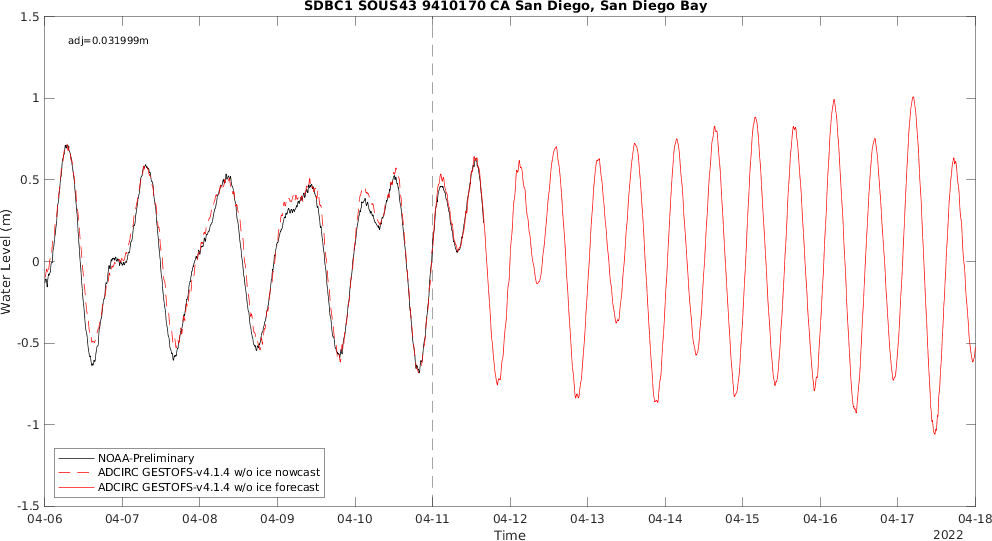 SDBC1 SOUS43 9410170 CA San Diego, San Diego Bay
adj=0.031999m
1.5
1
0.5
0
-0.5
-1
-1.5
Water Level (m)
NOAA-Preliminary
ADCIRC GESTOFS-v4.1.4 w/o ice nowcast
ADCIRC GESTOFS-v4.1.4 w/o ice forecast
04-06 04-07 04-08 04-09 04-10 04-11 04-12 04-13 04-14 04-15 04-16 04-17 04-18
Time
2022